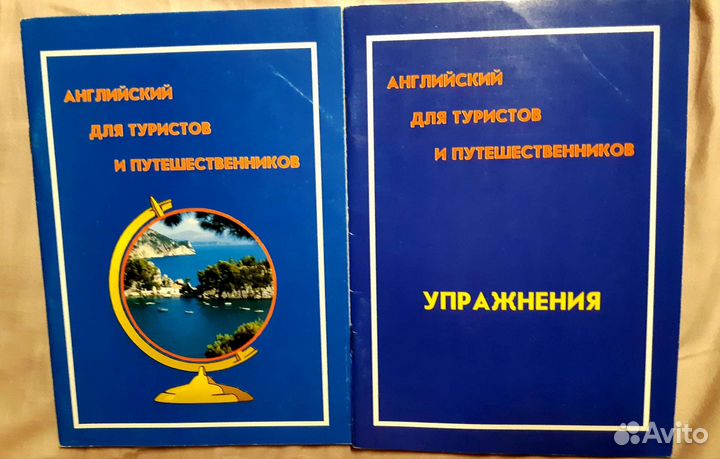 АНГЛИЙСКИЙ
ДЛЯ ТУРИСТОВ
И ПУТЕШЕСТВЕННИКОВ
АНГЛИЙСКИЙ
ДЛЯ ТУРИСТОВ
И ПУТЕШЕСТВЕННИКОВ
УПРАЖНЕНИЯ
Avito